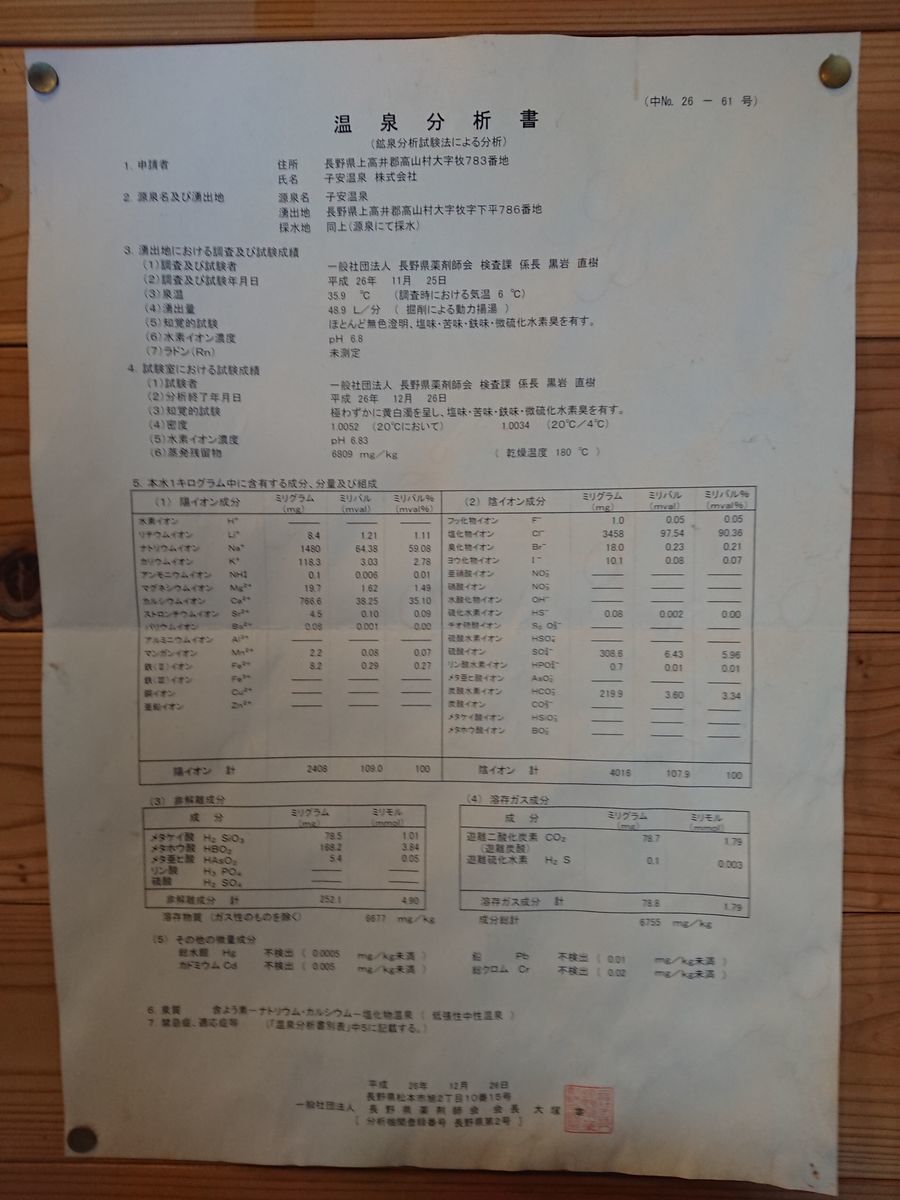 (中No. 26 － 61 号)
温泉分析書
(鉱泉分析試験法による分析)
1. 申請者 住所 長野県上高井郡高山村大字牧783番地
氏名 子安温泉 株式会社
2. 源泉名及び湧出地 源泉名 子安温泉
湧出地 長野県上高井郡高山村大字牧字下平786番地
採水地 同上(源泉にて採水)
3. 湧出地における調査及び試験成績
(1)調査及び試験者 一般社団法人 長野県薬剤師会 検査課 係長 黒岩 直樹
(2)調査及び試験年月日 平成 26年 11月 25日
(3)泉温 35.9 ℃ (調査時における気温 6 ℃)
(4)湧出量 48.9 L／分 ( 掘削による動力揚湯 )
(5)知覚的試験 ほとんど無色澄明、塩味・苦味・鉄味・微硫化水素臭を有す。
(6)水素イオン濃度 pH 6.8
(7)ラドン(Rn) 未測定
4. 試験室における試験成績
(1)試験者 一般社団法人 長野県薬剤師会 検査課 係長 黒岩 直樹
(2)分析終了年月日 平成 26年 12月 26日
(3)知覚的試験 極わずかに黄白濁を呈し、塩味・苦味・鉄味・微硫化水素臭を有す。
(4)密度 1.0052 (20℃において) 1.0034 (20℃／4℃)
(5)水素イオン濃度 pH 6.83
(6)蒸発残留物 6809 mg／kg ( 乾燥温度 180 ℃ )
5. 本水1キログラム中に含有する成分、分量及び組成
(1) 陽イオン成分 ミリグラム(mg) ミリバル(mval) ミリバル%(mval%)
水素イオン H⁺ —— —— ——
リチウムイオン Li⁺ 8.4 1.21 1.11
ナトリウムイオン Na⁺ 1480 64.38 59.08
カリウムイオン K⁺ 118.3 3.03 2.78
アンモニウムイオン NH₄⁺ 0.1 0.006 0.01
マグネシウムイオン Mg²⁺ 19.7 1.62 1.49
カルシウムイオン Ca²⁺ 766.6 38.25 35.10
ストロンチウムイオン Sr²⁺ 4.5 0.10 0.09
バリウムイオン Ba²⁺ 0.08 0.001 0.00
アルミニウムイオン Al³⁺ —— —— ——
マンガンイオン Mn²⁺ 2.2 0.08 0.07
鉄(Ⅱ)イオン Fe²⁺ 8.2 0.29 0.27
鉄(Ⅲ)イオン Fe³⁺ —— —— ——
銅イオン Cu²⁺ —— —— ——
亜鉛イオン Zn²⁺ —— —— ——
陽イオン 計 2408 109.0 100
(2) 陰イオン成分 ミリグラム(mg) ミリバル(mval) ミリバル%(mval%)
フッ化物イオン F⁻ 1.0 0.05 0.05
塩化物イオン Cl⁻ 3458 97.54 90.36
臭化物イオン Br⁻ 18.0 0.23 0.21
ヨウ化物イオン I⁻ 10.1 0.08 0.07
亜硝酸イオン NO₂⁻ —— —— ——
硝酸イオン NO₃⁻ —— —— ——
水酸化物イオン OH⁻ —— —— ——
硫化水素イオン HS⁻ 0.08 0.002 0.00
チオ硫酸イオン S₂O₃²⁻ —— —— ——
硫酸水素イオン HSO₄⁻ —— —— ——
硫酸イオン SO₄²⁻ 308.6 6.43 5.96
リン酸水素イオン HPO₄²⁻ 0.7 0.01 0.01
メタ亜ヒ酸イオン AsO₂⁻ —— —— ——
炭酸水素イオン HCO₃⁻ 219.9 3.60 3.34
炭酸イオン CO₃²⁻ —— —— ——
メタケイ酸イオン HSiO₃⁻ —— —— ——
メタホウ酸イオン BO₂⁻ —— —— ——
陰イオン 計 4016 107.9 100
(3) 非解離成分
成 分 ミリグラム(mg) ミリモル(mmol)
メタケイ酸 H₂SiO₃ 78.5 1.01
メタホウ酸 HBO₂ 168.2 3.84
メタ亜ヒ酸 HAsO₂ 5.4 0.05
リン酸 H₃PO₄ —— ——
硫酸 H₂SO₄ —— ——
非解離成分 計 252.1 4.90
溶存物質 (ガス性のものを除く) 6677 mg／kg
(4) 溶存ガス成分
成 分 ミリグラム(mg) ミリモル(mmol)
遊離二酸化炭素 CO₂ 78.7 1.79
(遊離炭酸)
遊離硫化水素 H₂S 0.1 0.003
溶存ガス成分 計 78.8 1.79
成分総計 6755 mg／kg
(5) その他の微量成分
総水銀 Hg 不検出 ( 0.0005 mg／kg未満 ) 鉛 Pb 不検出 ( 0.01 mg／kg未満 )
カドミウム Cd 不検出 ( 0.005 mg／kg未満 ) 総クロム Cr 不検出 ( 0.02 mg／kg未満 )
6. 泉質 含よう素－ナトリウム・カルシウム－塩化物温泉 ( 低張性中性温泉 )
7. 禁忌症、適応症等 (「温泉分析書別表」中5に記載する。)
平成 26年 12月 26日
長野県松本市旭2丁目10番15号
一般社団法人 長野県薬剤師会 会長 大塚
[ 分析機関登録番号 長野県第2号 ]